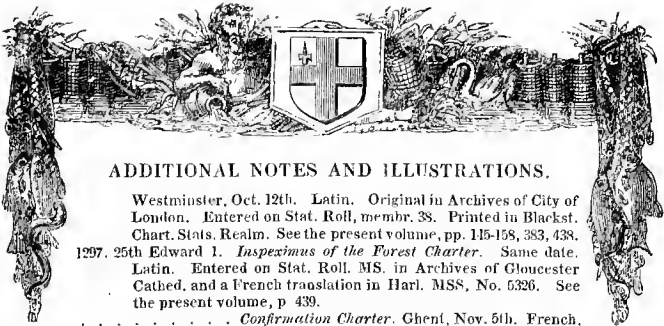 ADDITIONAL NOTES AND ILLUSTRATIONS.
Westminster, Oct. 12th. Latin. Original in Archives of City of
London. Entered on Stat. Roll, membr. 38. Printed in Blackst.
Chart. Stats. Realm. See the present volume, pp. 145-158, 383, 438.
1297. 25th Edward I. Inspeximus of the Forest Charter. Same date.
Latin. Entered on Stat. Roll. MS. in Archives of Gloucester
Cathed. and a French translation in Harl. MSS, No. 5326. See
the present volume, p 439.
. . . . . . . . . Confirmation Charter. Ghent, Nov. 5th. French.